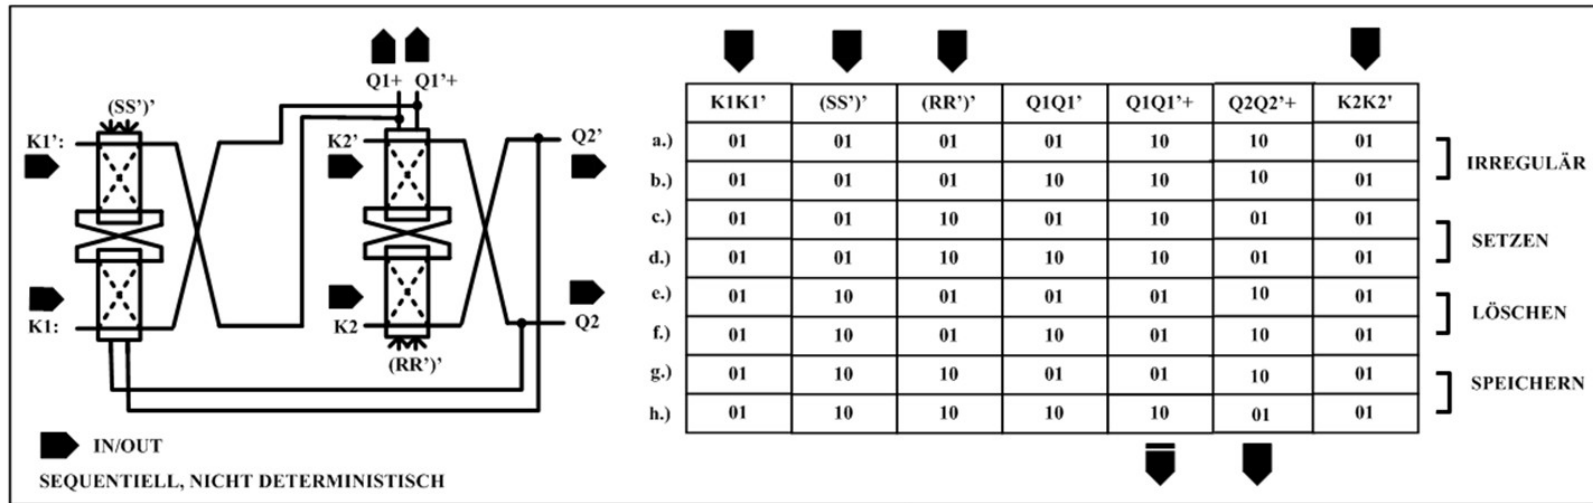 Q1+ Q1'+
(SS')'
K1':
K2'
Q2'
K1:
K2
Q2
(RR')'
IN/OUT
SEQUENTIELL, NICHT DETERMINISTISCH
K1K1' (SS')' (RR')' Q1Q1' Q1Q1'+ Q2Q2'+ K2K2'
a.) 01 01 01 01 10 10 01
IRREGULÄR
b.) 01 01 01 10 10 10 01
c.) 01 01 10 01 10 01 01
SETZEN
d.) 01 01 10 10 10 01 01
e.) 01 10 01 01 01 10 01
LÖSCHEN
f.) 01 10 01 10 01 10 01
g.) 01 10 10 01 01 10 01
SPEICHERN
h.) 01 10 10 10 10 01 01